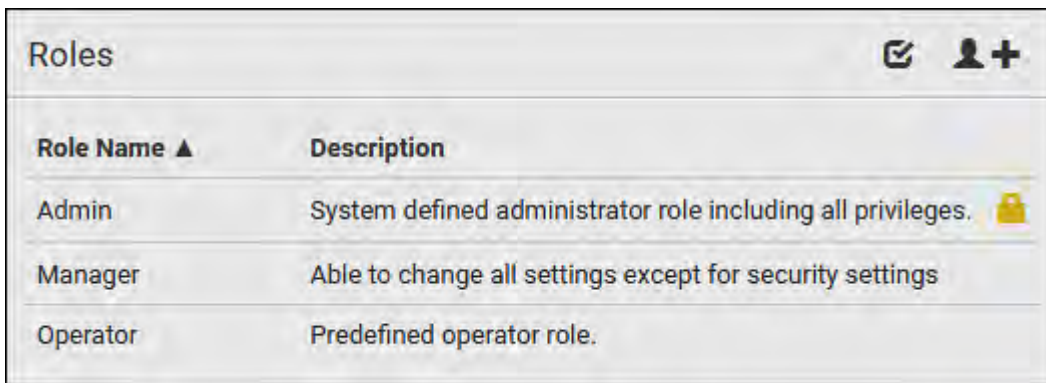 Roles
Role Name ▲ Description
Admin System defined administrator role including all privileges.
Manager Able to change all settings except for security settings
Operator Predefined operator role.